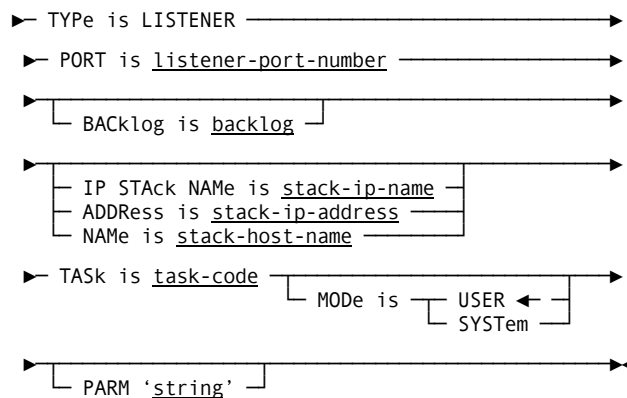 TYPe is LISTENER
PORT is listener-port-number
BACklog is backlog
IP STAck NAMe is stack-ip-name
ADDRess is stack-ip-address
NAMe is stack-host-name
TASk is task-code
MODe is USER
SYSTem
PARM ‘string’